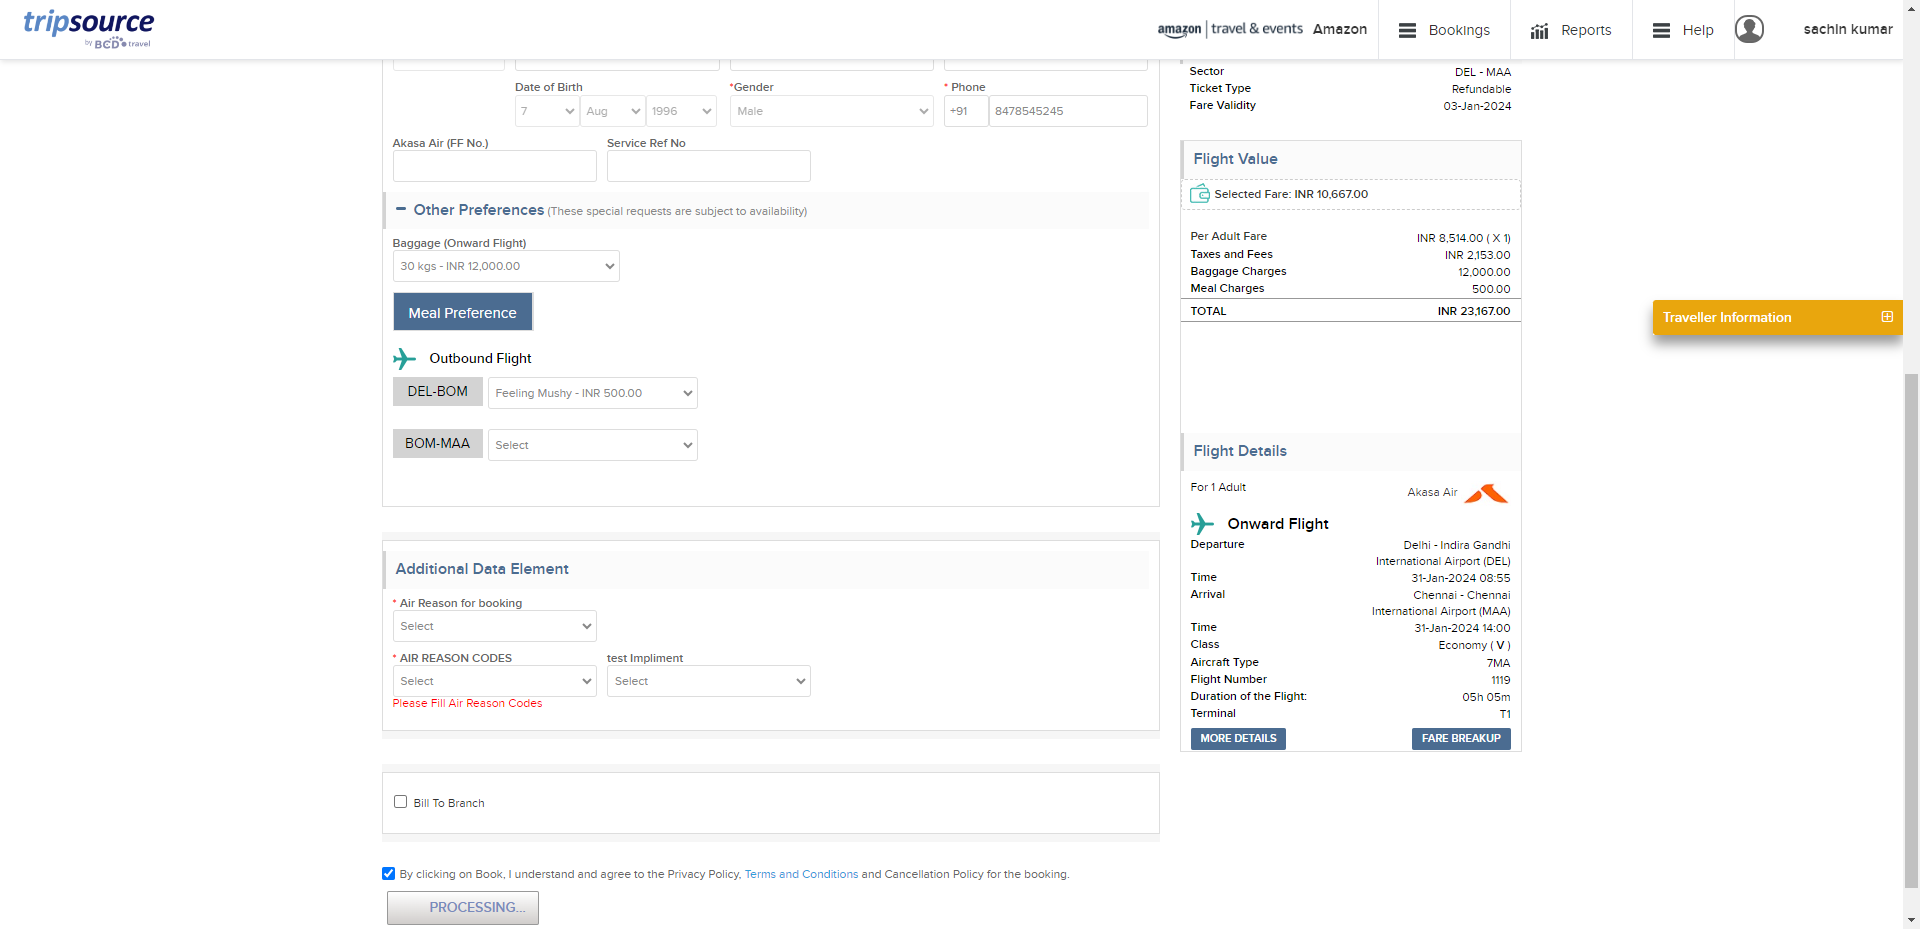 tripsource
by BCD travel
amazon | travel & events Amazon
Bookings
Reports
Help
sachin kumar
Date of Birth
*Gender
* Phone
7
Aug
1996
Male
+91
8478545245
Akasa Air (FF No.)
Service Ref No
Other Preferences (These special requests are subject to availability)
Baggage (Onward Flight)
30 kgs - INR 12,000.00
Meal Preference
Outbound Flight
DEL-BOM
Feeling Mushy - INR 500.00
BOM-MAA
Select
Additional Data Element
* Air Reason for booking
Select
* AIR REASON CODES
test Impliment
Select
Select
Please Fill Air Reason Codes
Bill To Branch
By clicking on Book, I understand and agree to the Privacy Policy, Terms and Conditions and Cancellation Policy for the booking.
PROCESSING...
Sector DEL - MAA
Ticket Type Refundable
Fare Validity 03-Jan-2024
Flight Value
Selected Fare: INR 10,667.00
Per Adult Fare INR 8,514.00 ( X 1)
Taxes and Fees INR 2,153.00
Baggage Charges 12,000.00
Meal Charges 500.00
TOTAL INR 23,167.00
Flight Details
For 1 Adult
Akasa Air
Onward Flight
Departure Delhi - Indira Gandhi
International Airport (DEL)
Time 31-Jan-2024 08:55
Arrival Chennai - Chennai
International Airport (MAA)
Time 31-Jan-2024 14:00
Class Economy ( V )
Aircraft Type 7MA
Flight Number 1119
Duration of the Flight: 05h 05m
Terminal T1
MORE DETAILS
FARE BREAKUP
Traveller Information